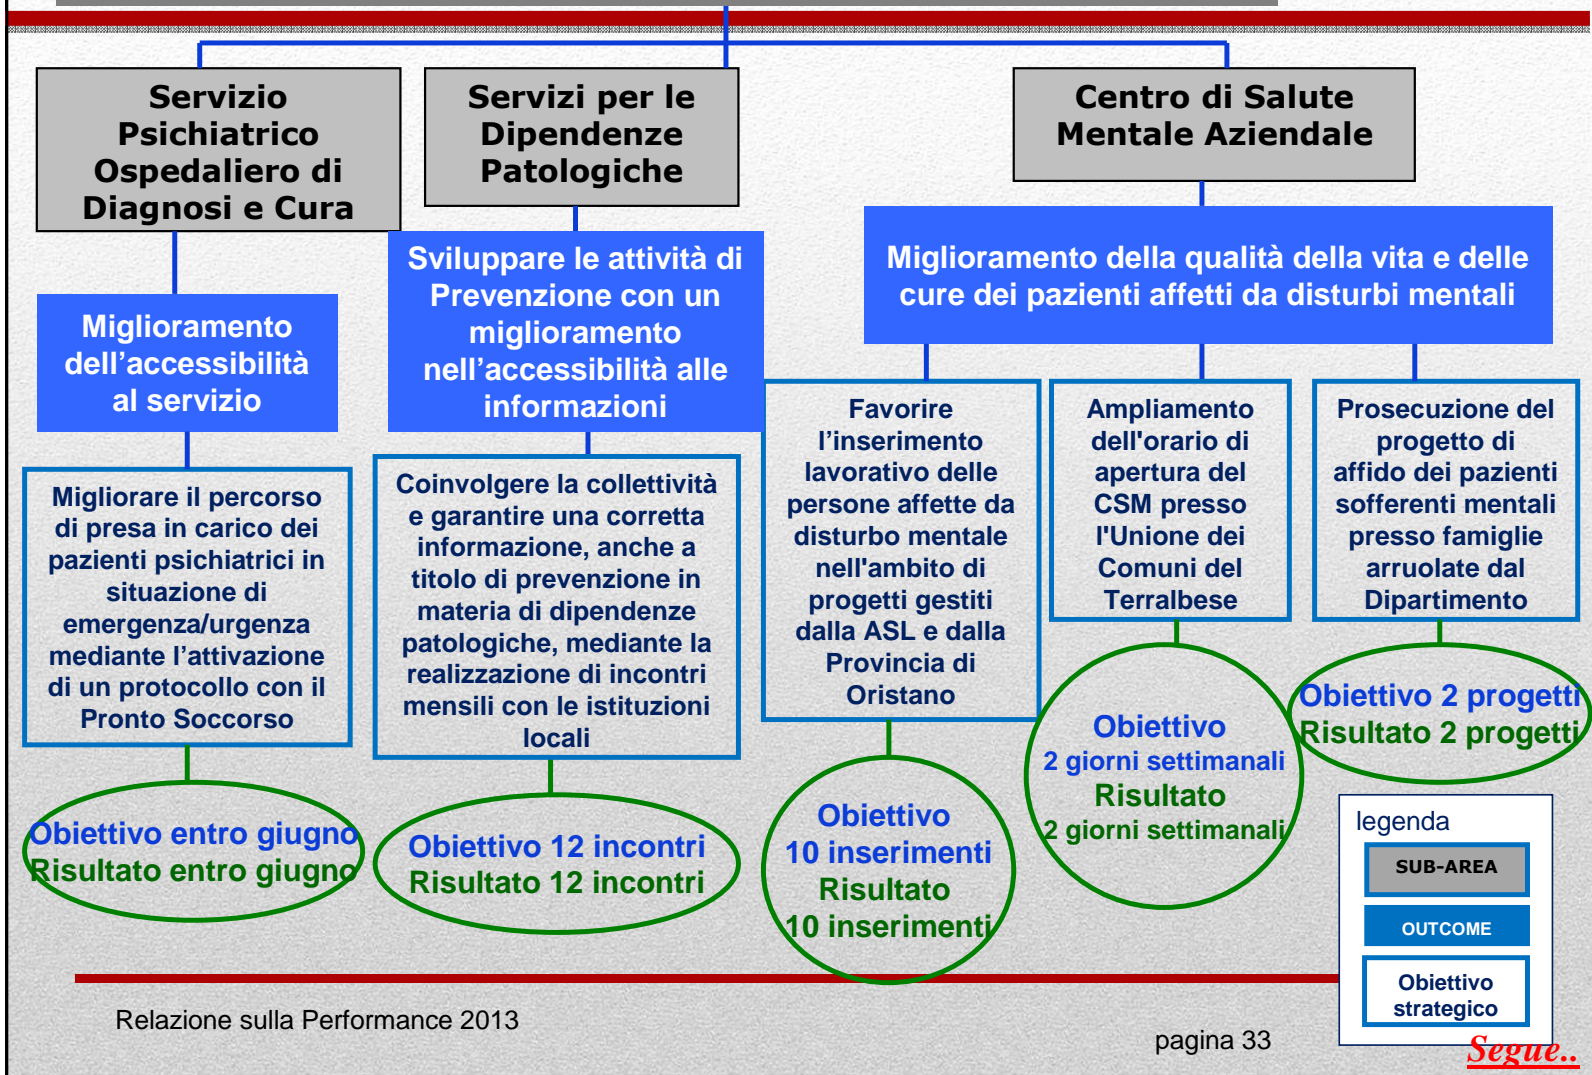 Servizio
Psichiatrico
Ospedaliero di
Diagnosi e Cura
Servizi per le
Dipendenze
Patologiche
Centro di Salute
Mentale Aziendale
Miglioramento
dell’accessibilità
al servizio
Sviluppare le attività di
Prevenzione con un
miglioramento
nell’accessibilità alle
informazioni
Miglioramento della qualità della vita e delle
cure dei pazienti affetti da disturbi mentali
Migliorare il percorso
di presa in carico dei
pazienti psichiatrici in
situazione di
emergenza/urgenza
mediante l’attivazione
di un protocollo con il
Pronto Soccorso
Coinvolgere la collettività
e garantire una corretta
informazione, anche a
titolo di prevenzione in
materia di dipendenze
patologiche, mediante la
realizzazione di incontri
mensili con le istituzioni
locali
Favorire
l’inserimento
lavorativo delle
persone affette da
disturbo mentale
nell'ambito di
progetti gestiti
dalla ASL e dalla
Provincia di
Oristano
Ampliamento
dell'orario di
apertura del
CSM presso
l'Unione dei
Comuni del
Terralbese
Prosecuzione del
progetto di
affido dei pazienti
sofferenti mentali
presso famiglie
arruolate dal
Dipartimento
Obiettivo entro giugno
Risultato entro giugno
Obiettivo 12 incontri
Risultato 12 incontri
Obiettivo
10 inserimenti
Risultato
10 inserimenti
Obiettivo
2 giorni settimanali
Risultato
2 giorni settimanali
Obiettivo 2 progetti
Risultato 2 progetti
legenda
SUB-AREA
OUTCOME
Obiettivo
strategico
Relazione sulla Performance 2013
pagina 33
Segue..